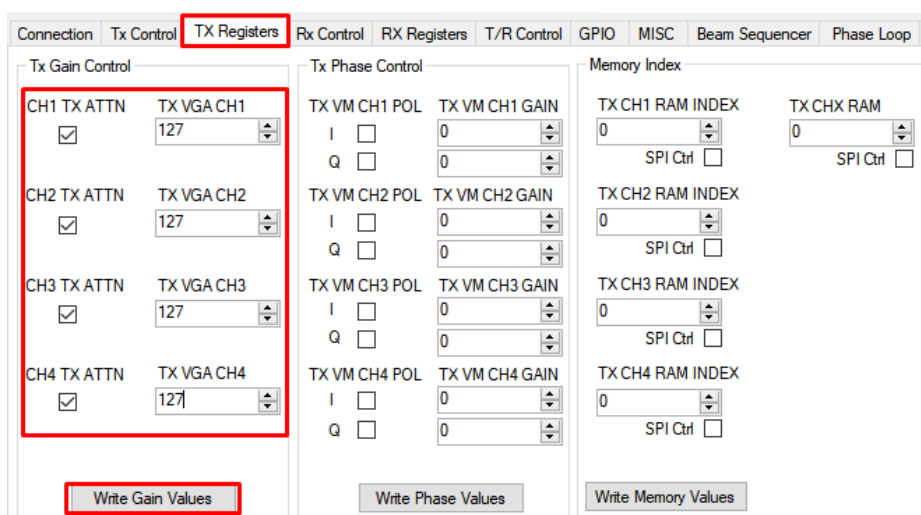 Connection Tx Control TX Registers Rx Control RX Registers T/R Control GPIO MISC Beam Sequencer Phase Loop
Tx Gain Control
CH1 TX ATTN TX VGA CH1
127
CH2 TX ATTN TX VGA CH2
127
CH3 TX ATTN TX VGA CH3
127
CH4 TX ATTN TX VGA CH4
127
Write Gain Values
Tx Phase Control
TX VM CH1 POL TX VM CH1 GAIN
I 0
Q 0
TX VM CH2 POL TX VM CH2 GAIN
I 0
Q 0
TX VM CH3 POL TX VM CH3 GAIN
I 0
Q 0
TX VM CH4 POL TX VM CH4 GAIN
I 0
Q 0
Write Phase Values
Memory Index
TX CH1 RAM INDEX TX CHX RAM
0 0
SPI Ctrl SPI Ctrl
TX CH2 RAM INDEX
0
SPI Ctrl
TX CH3 RAM INDEX
0
SPI Ctrl
TX CH4 RAM INDEX
0
SPI Ctrl
Write Memory Values